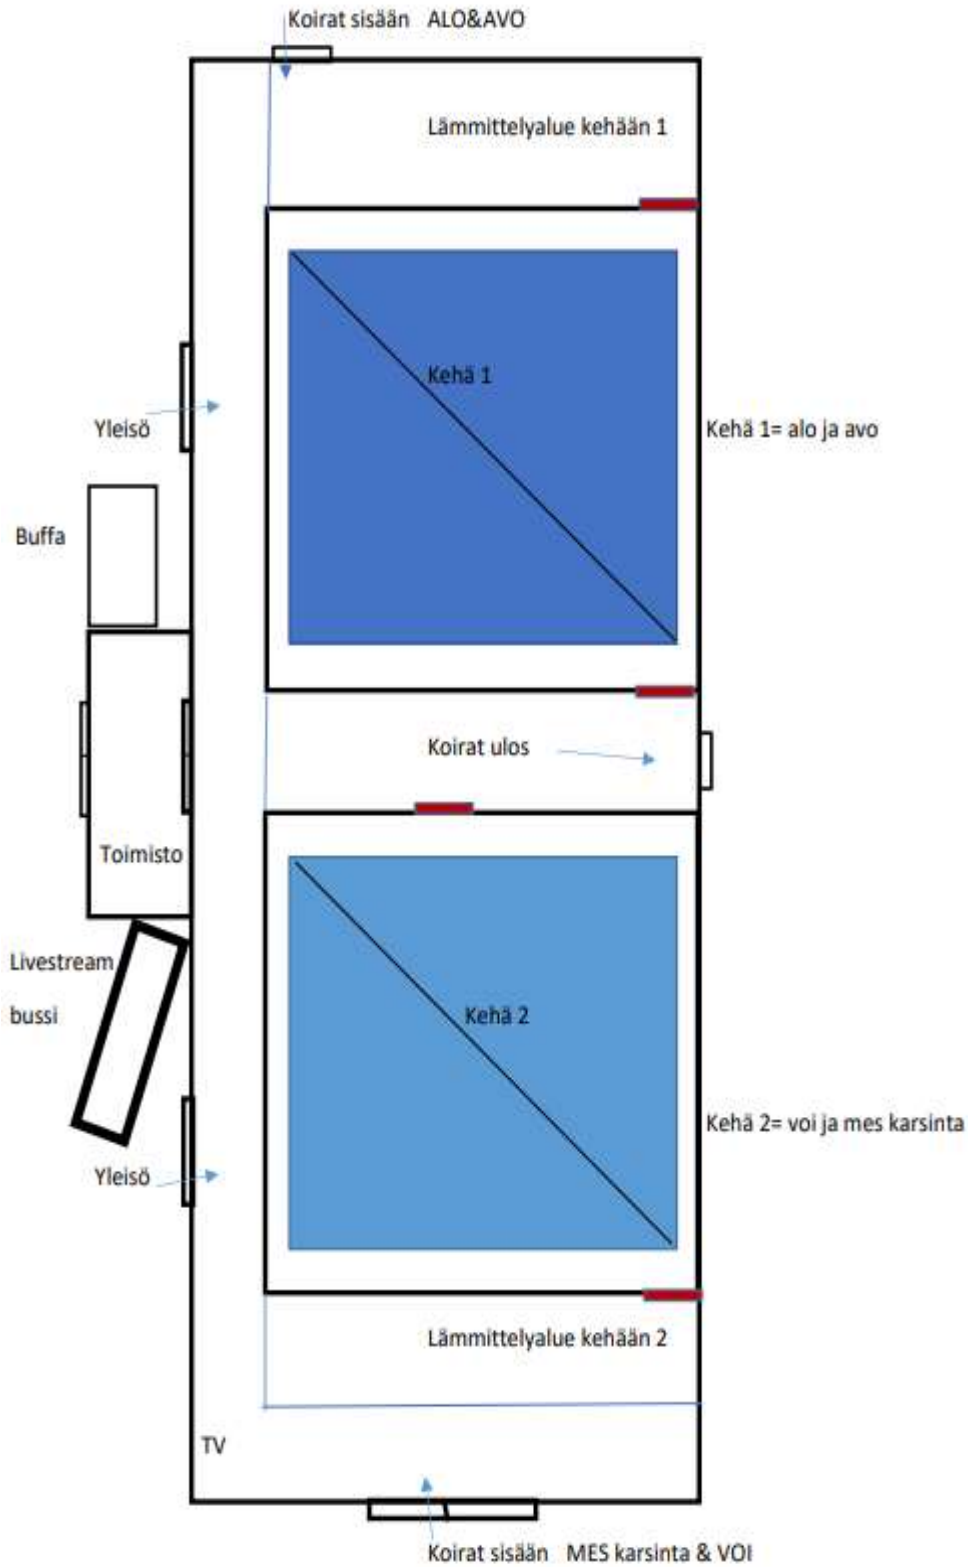 Koirat sisään ALO&AVO
Lämmittelyalue kehään 1
Kehä 1
Yleisö
Kehä 1= alo ja avo
Buffa
Koirat ulos
Toimisto
Livestream
bussi
Kehä 2
Kehä 2= voi ja mes karsinta
Yleisö
Lämmittelyalue kehään 2
TV
Koirat sisään MES karsinta & VOI